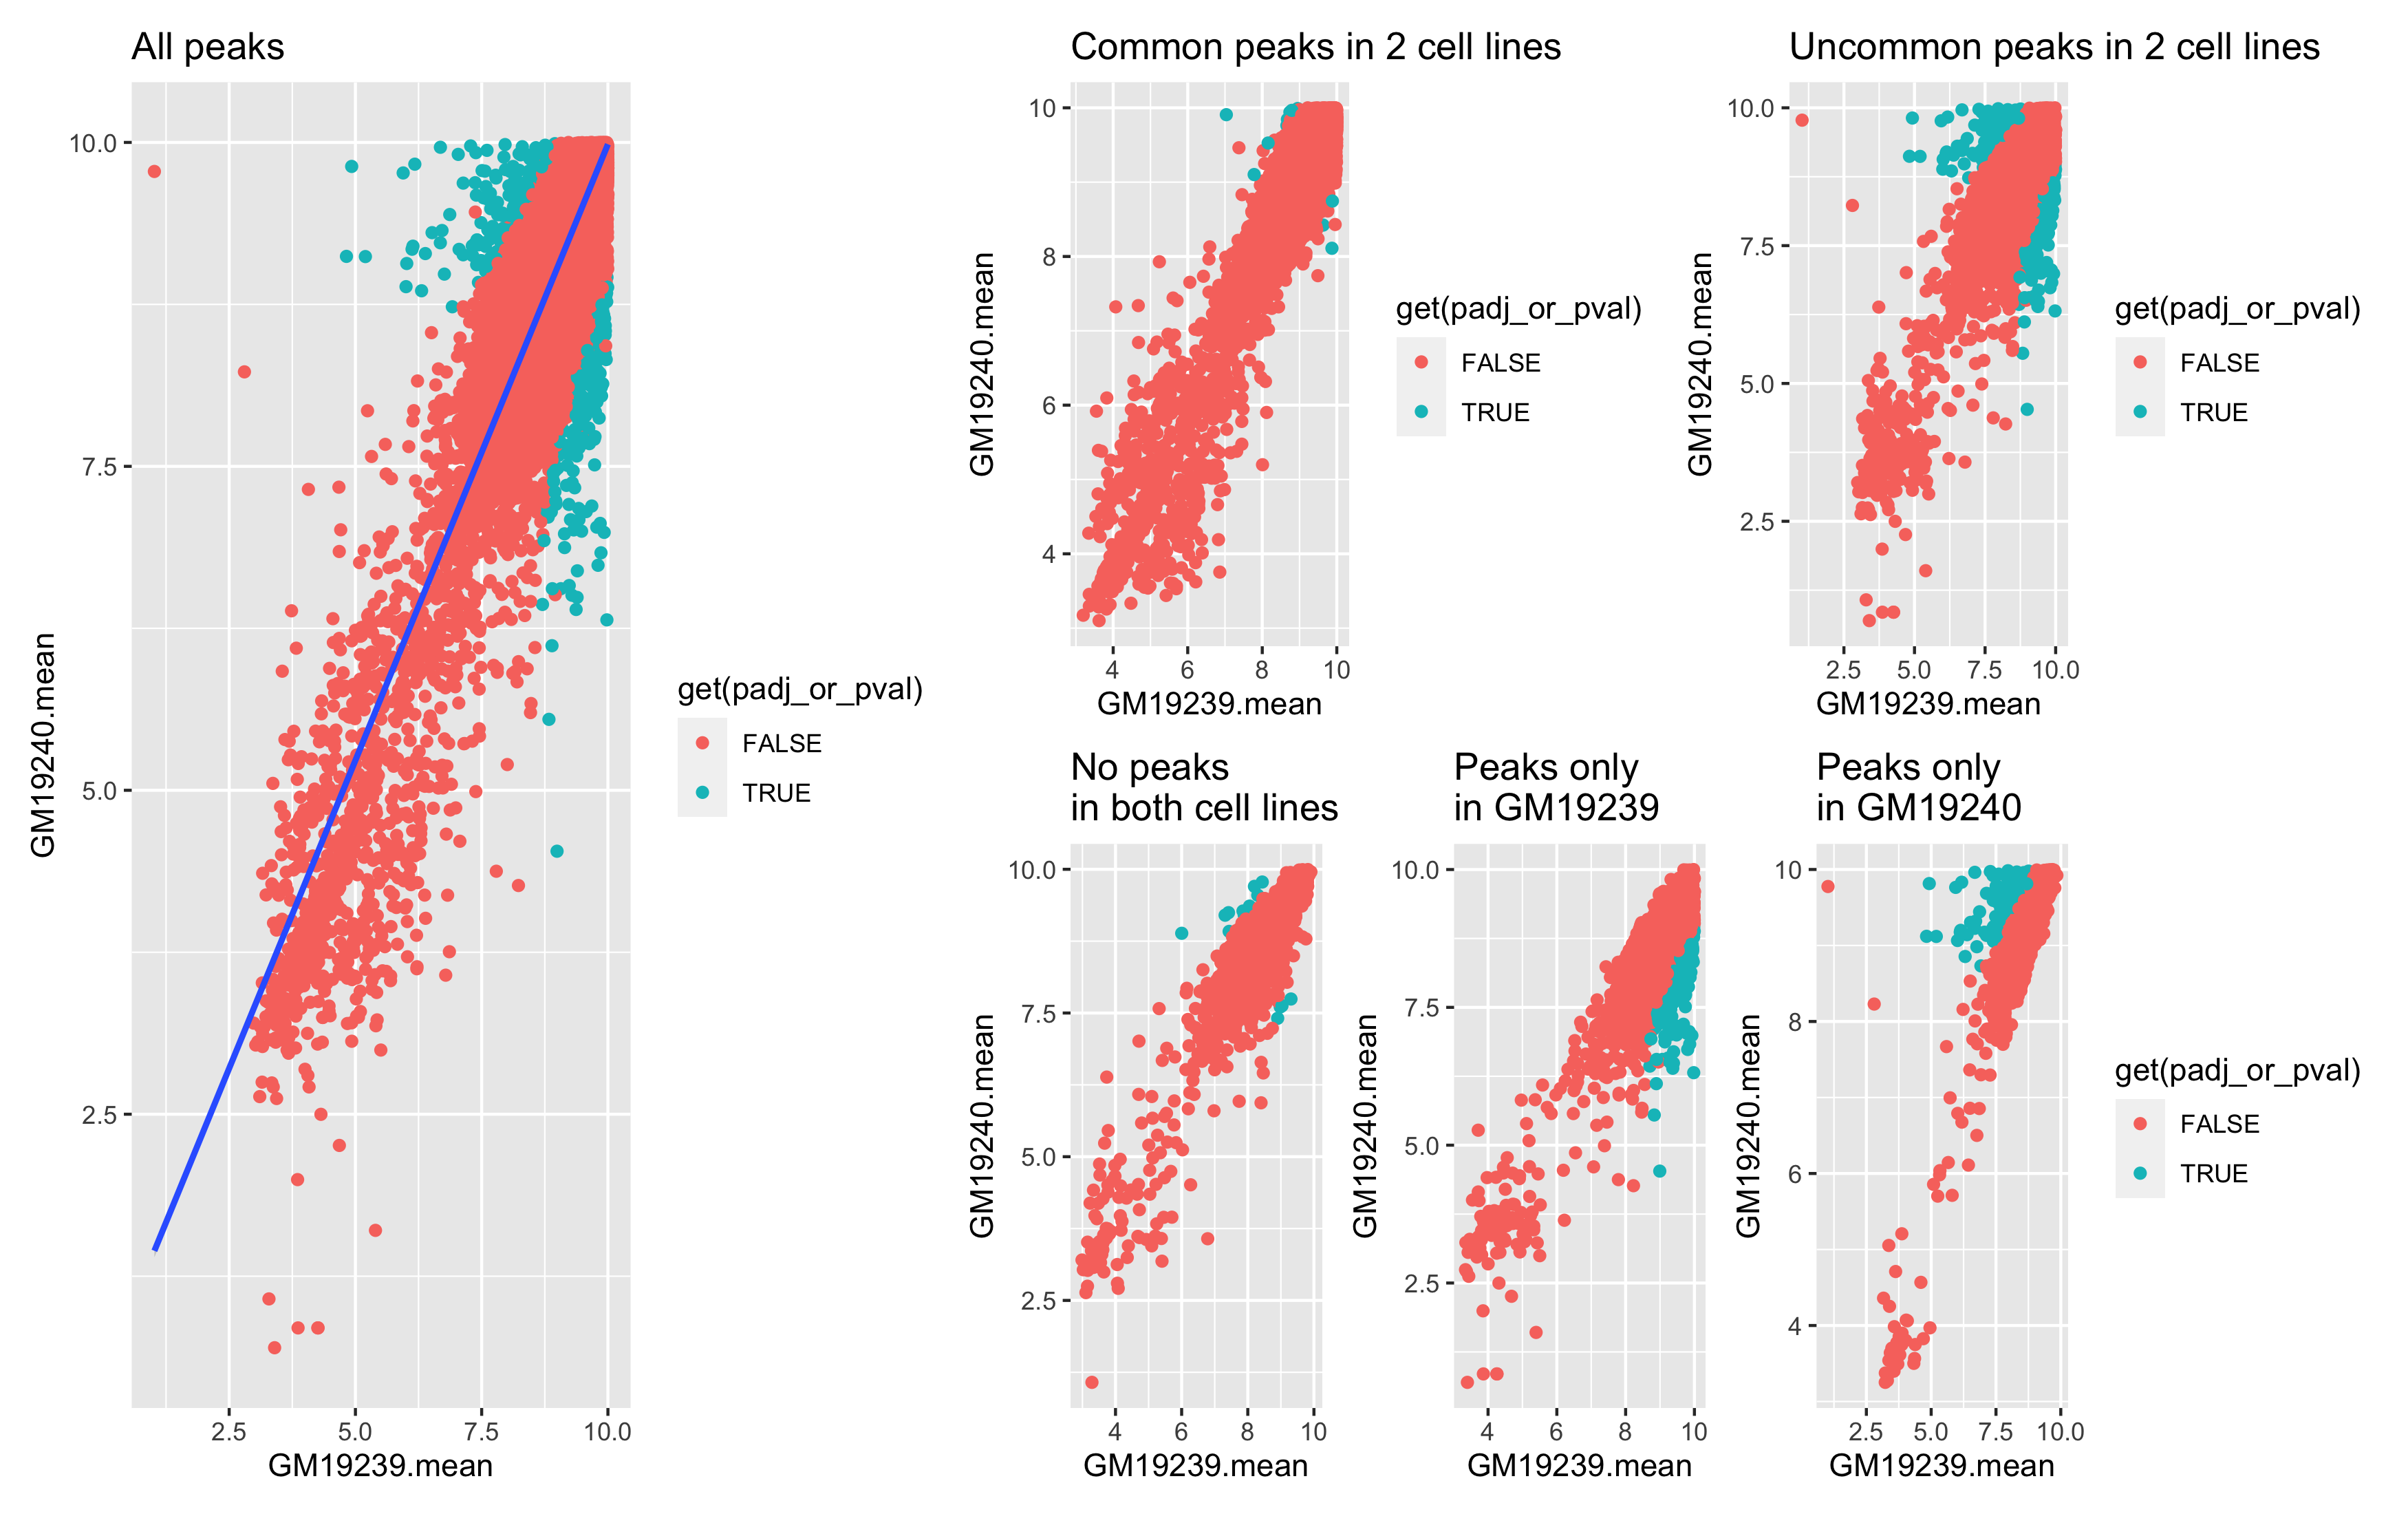 All peaks
10.0
7.5
5.0
2.5
2.5 5.0 7.5 10.0
GM19239.mean
GM19240.mean
get(padj_or_pval)
FALSE
TRUE
Common peaks in 2 cell lines
10
8
6
4
4 6 8 10
GM19239.mean
GM19240.mean
get(padj_or_pval)
FALSE
TRUE
Uncommon peaks in 2 cell lines
10.0
7.5
5.0
2.5
2.5 5.0 7.5 10.0
GM19239.mean
GM19240.mean
get(padj_or_pval)
FALSE
TRUE
No peaks
in both cell lines
10.0
7.5
5.0
2.5
4 6 8 10
GM19239.mean
GM19240.mean
Peaks only
in GM19239
10.0
7.5
5.0
2.5
4 6 8 10
GM19239.mean
GM19240.mean
Peaks only
in GM19240
10
8
6
4
2.5 5.0 7.5 10.0
GM19239.mean
GM19240.mean
get(padj_or_pval)
FALSE
TRUE